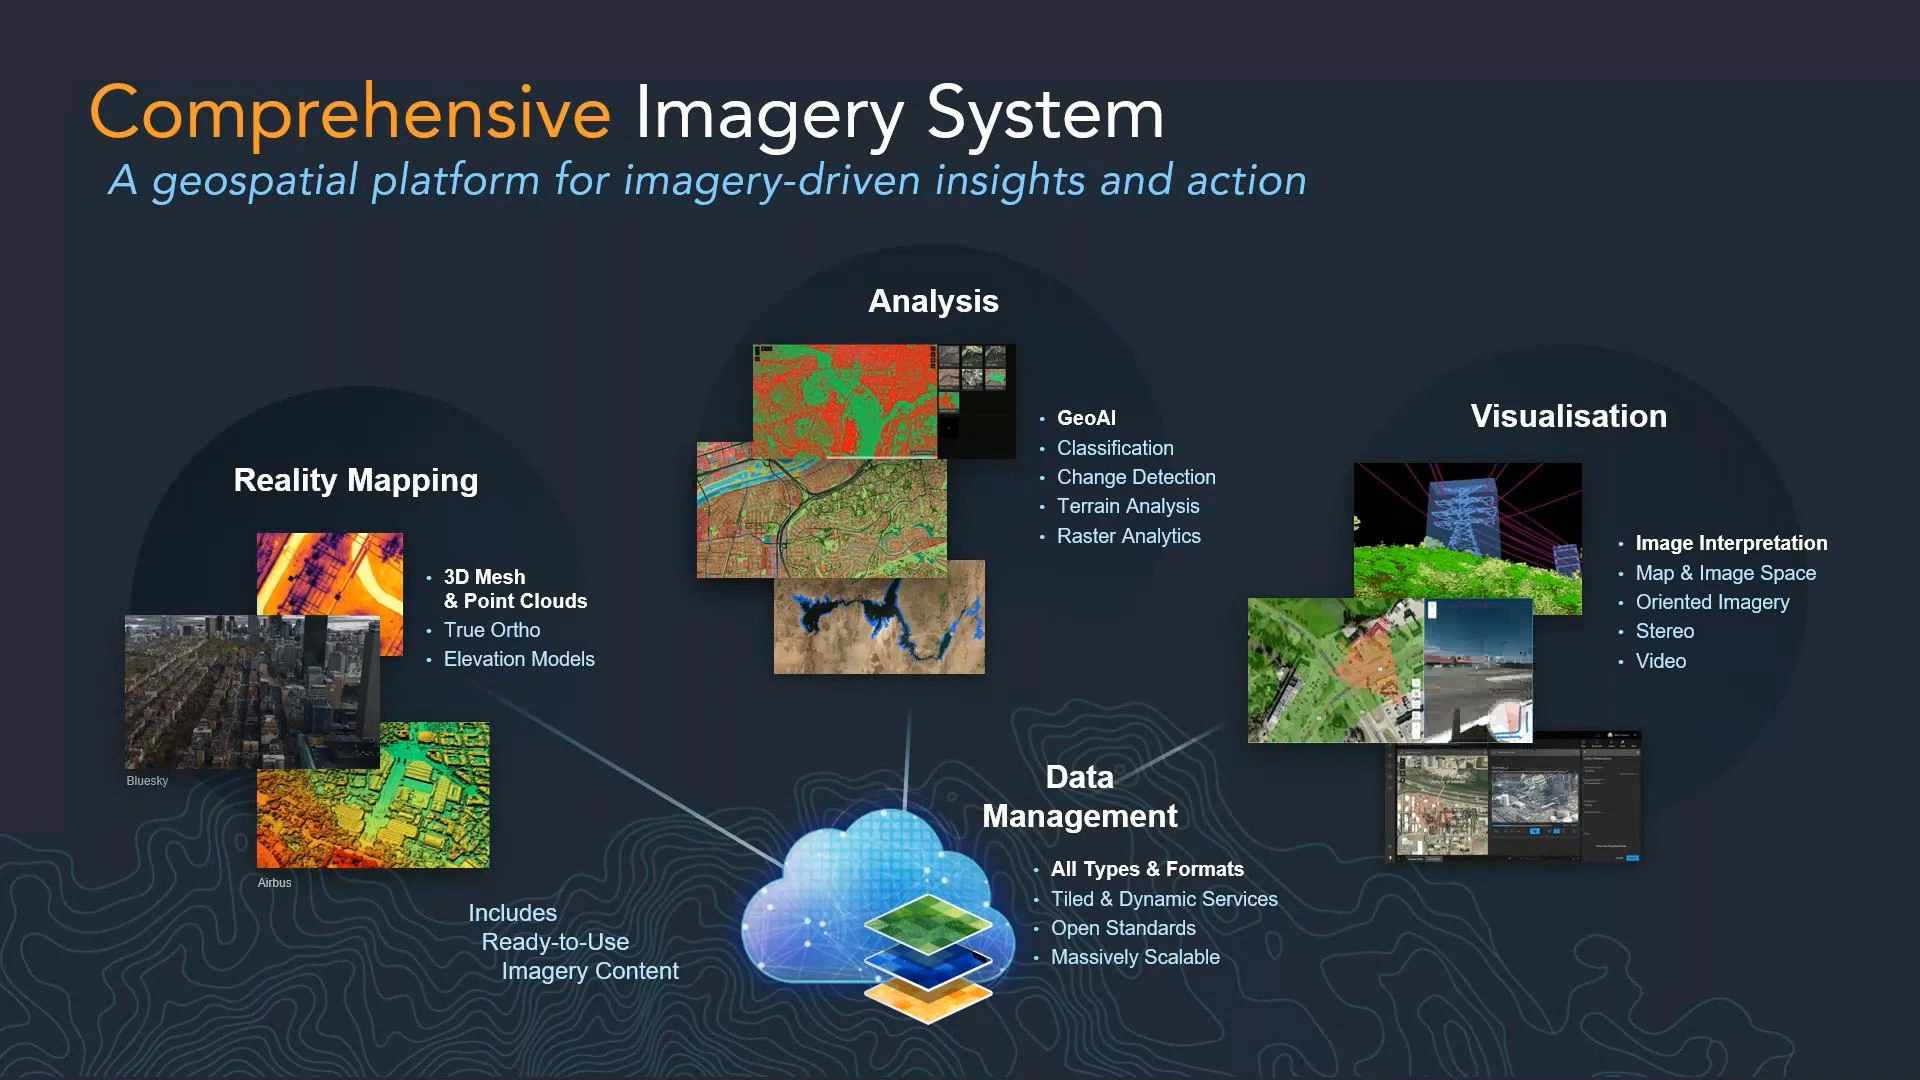 Comprehensive Imagery System
A geospatial platform for imagery-driven insights and action
Analysis
• GeoAI
• Classification
• Change Detection
• Terrain Analysis
• Raster Analytics
Visualisation
• Image Interpretation
• Map & Image Space
• Oriented Imagery
• Stereo
• Video
Reality Mapping
• 3D Mesh
& Point Clouds
• True Ortho
• Elevation Models
Bluesky
Airbus
Data
Management
• All Types & Formats
• Tiled & Dynamic Services
• Open Standards
• Massively Scalable
Includes
Ready-to-Use
Imagery Content